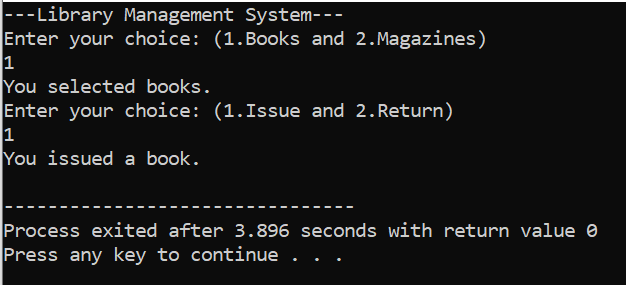 ---Library Management System---
Enter your choice: (1.Books and 2.Magazines)
1
You selected books.
Enter your choice: (1.Issue and 2.Return)
1
You issued a book.
--------------------------------
Process exited after 3.896 seconds with return value 0
Press any key to continue . . .